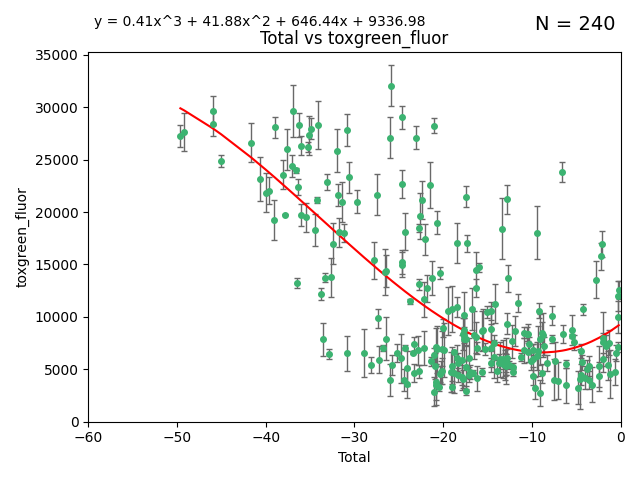 y = 0.41x^3 + 41.88x^2 + 646.44x + 9336.98
N = 240
Total vs toxgreen_fluor
35000
30000
25000
20000
15000
10000
5000
0
toxgreen_fluor
−60 −50 −40 −30 −20 −10 0
Total